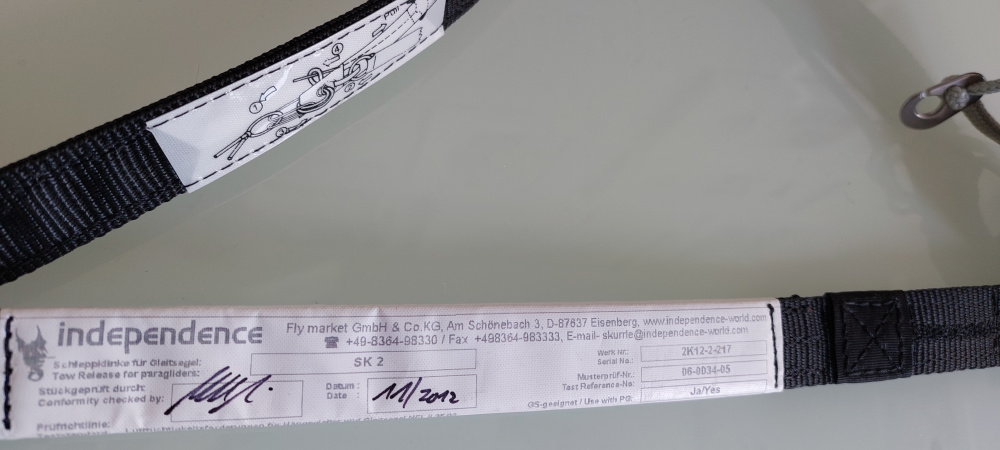 Pull
4
1
independence
Fly market GmbH & Co.KG, Am Schönebach 3, D-87637 Eisenberg, www.independence-world.com
☎ +49-8364-98330 / Fax +498364-983333, E-mail- skurrle@independence-world.com
Schleppklinke für Gleitsegel:
Tow Release for paragliders:
SK 2
Werk Nr.:
Serial No.:
2K12-2-217
Stückgeprüft durch:
Conformity checked by:
Datum :
Date :
11/2012
Musterprüf-Nr.:
Test Reference-No:
06-0034-05
GS-geeignet / Use with PG:
Ja/Yes
Prüfrichtlinie: